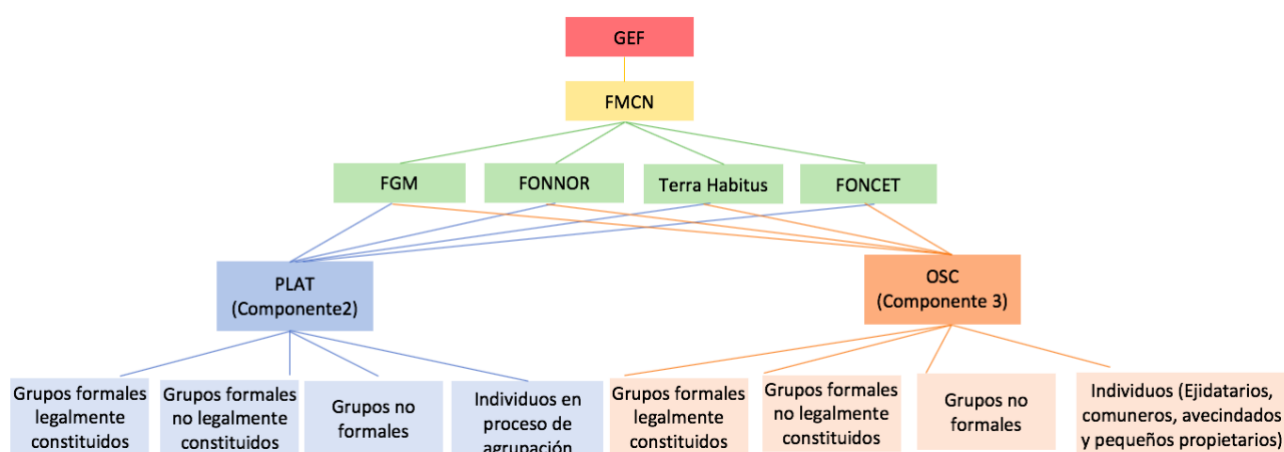 GEF
FMCN
FGM
FONNOR
Terra Habitus
FONCET
PLAT
(Componente2)
OSC
(Componente 3)
Grupos formales
legalmente
constituidos
Grupos formales
no legalmente
constituidos
Grupos no
formales
Individuos en
proceso de
agrupación
Grupos formales
legalmente
constituidos
Grupos formales
no legalmente
constituidos
Grupos no
formales
Individuos (Ejidatarios,
comuneros, avecindados
y pequeños propietarios)